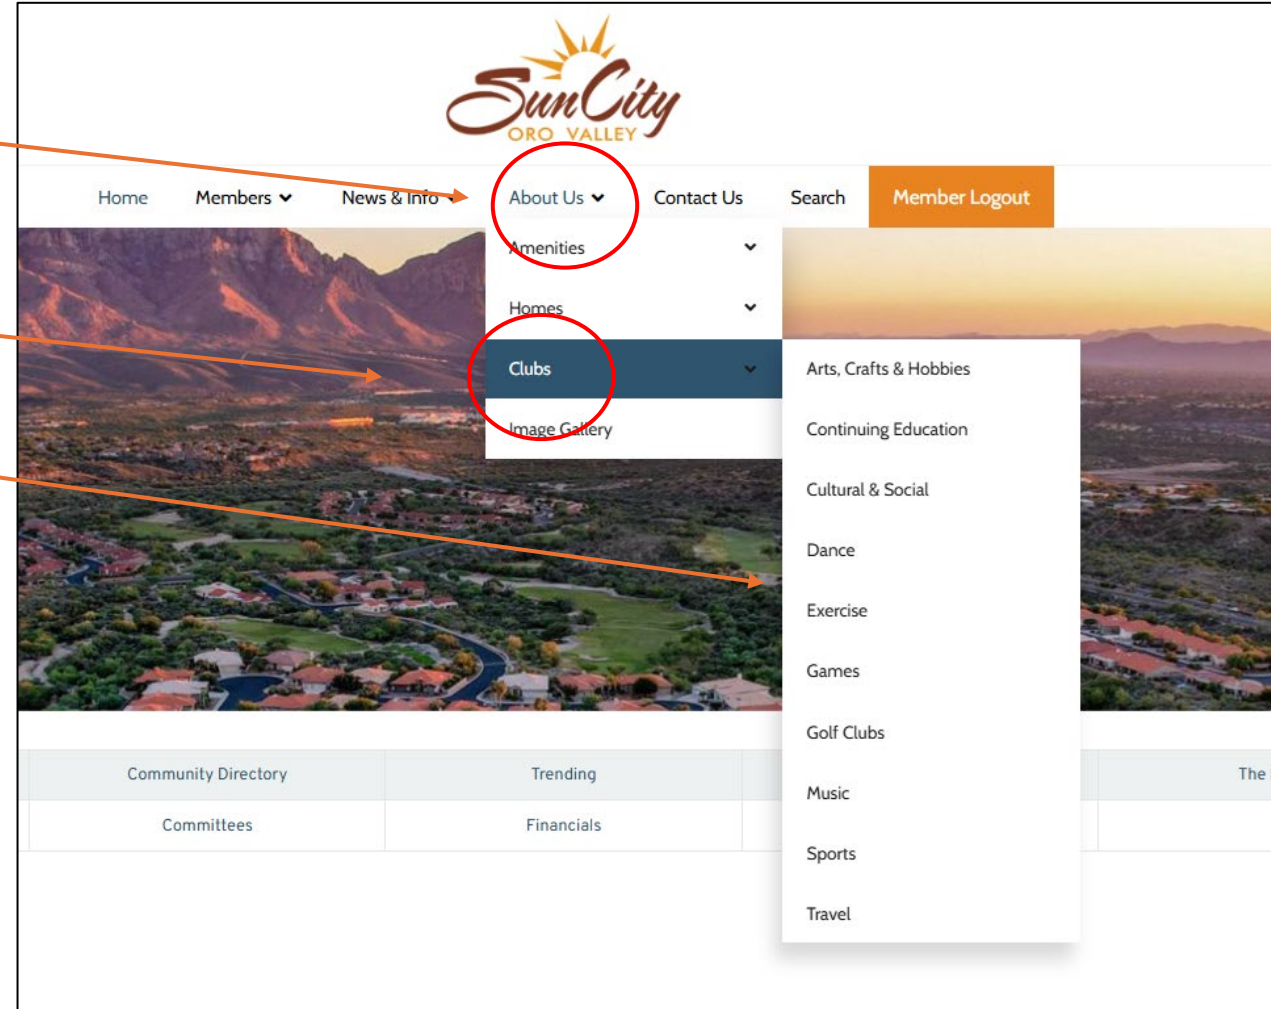 Sun City
ORO VALLEY
Home Members News & Info About Us Contact Us Search Member Logout
Amenities
Homes
Clubs
Image Gallery
Arts, Crafts & Hobbies
Continuing Education
Cultural & Social
Dance
Exercise
Games
Golf Clubs
Music
Sports
Travel
Community Directory Trending The
Committees Financials